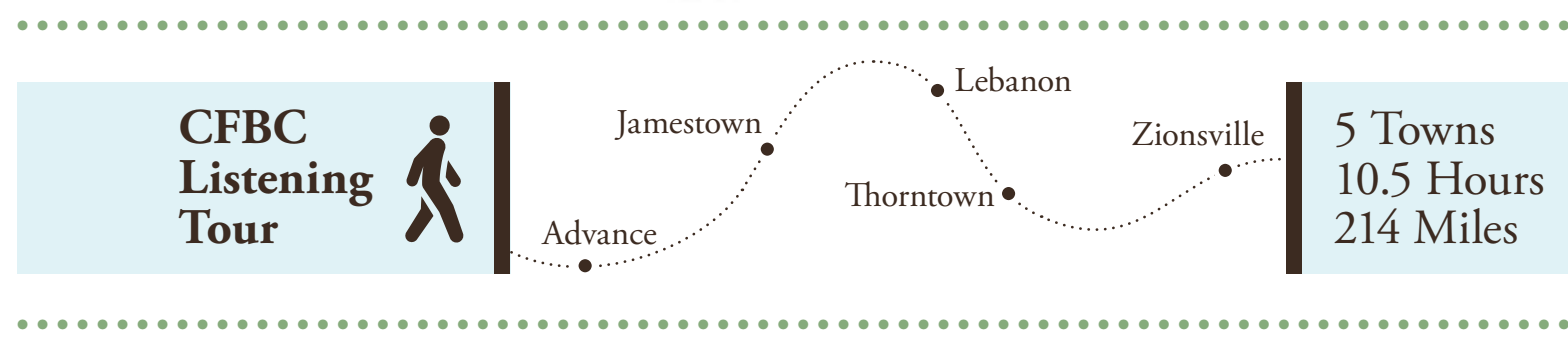 CFBC
Listening
Tour
Advance
Jamestown
Lebanon
Thorntown
Zionsville
5 Towns
10.5 Hours
214 Miles